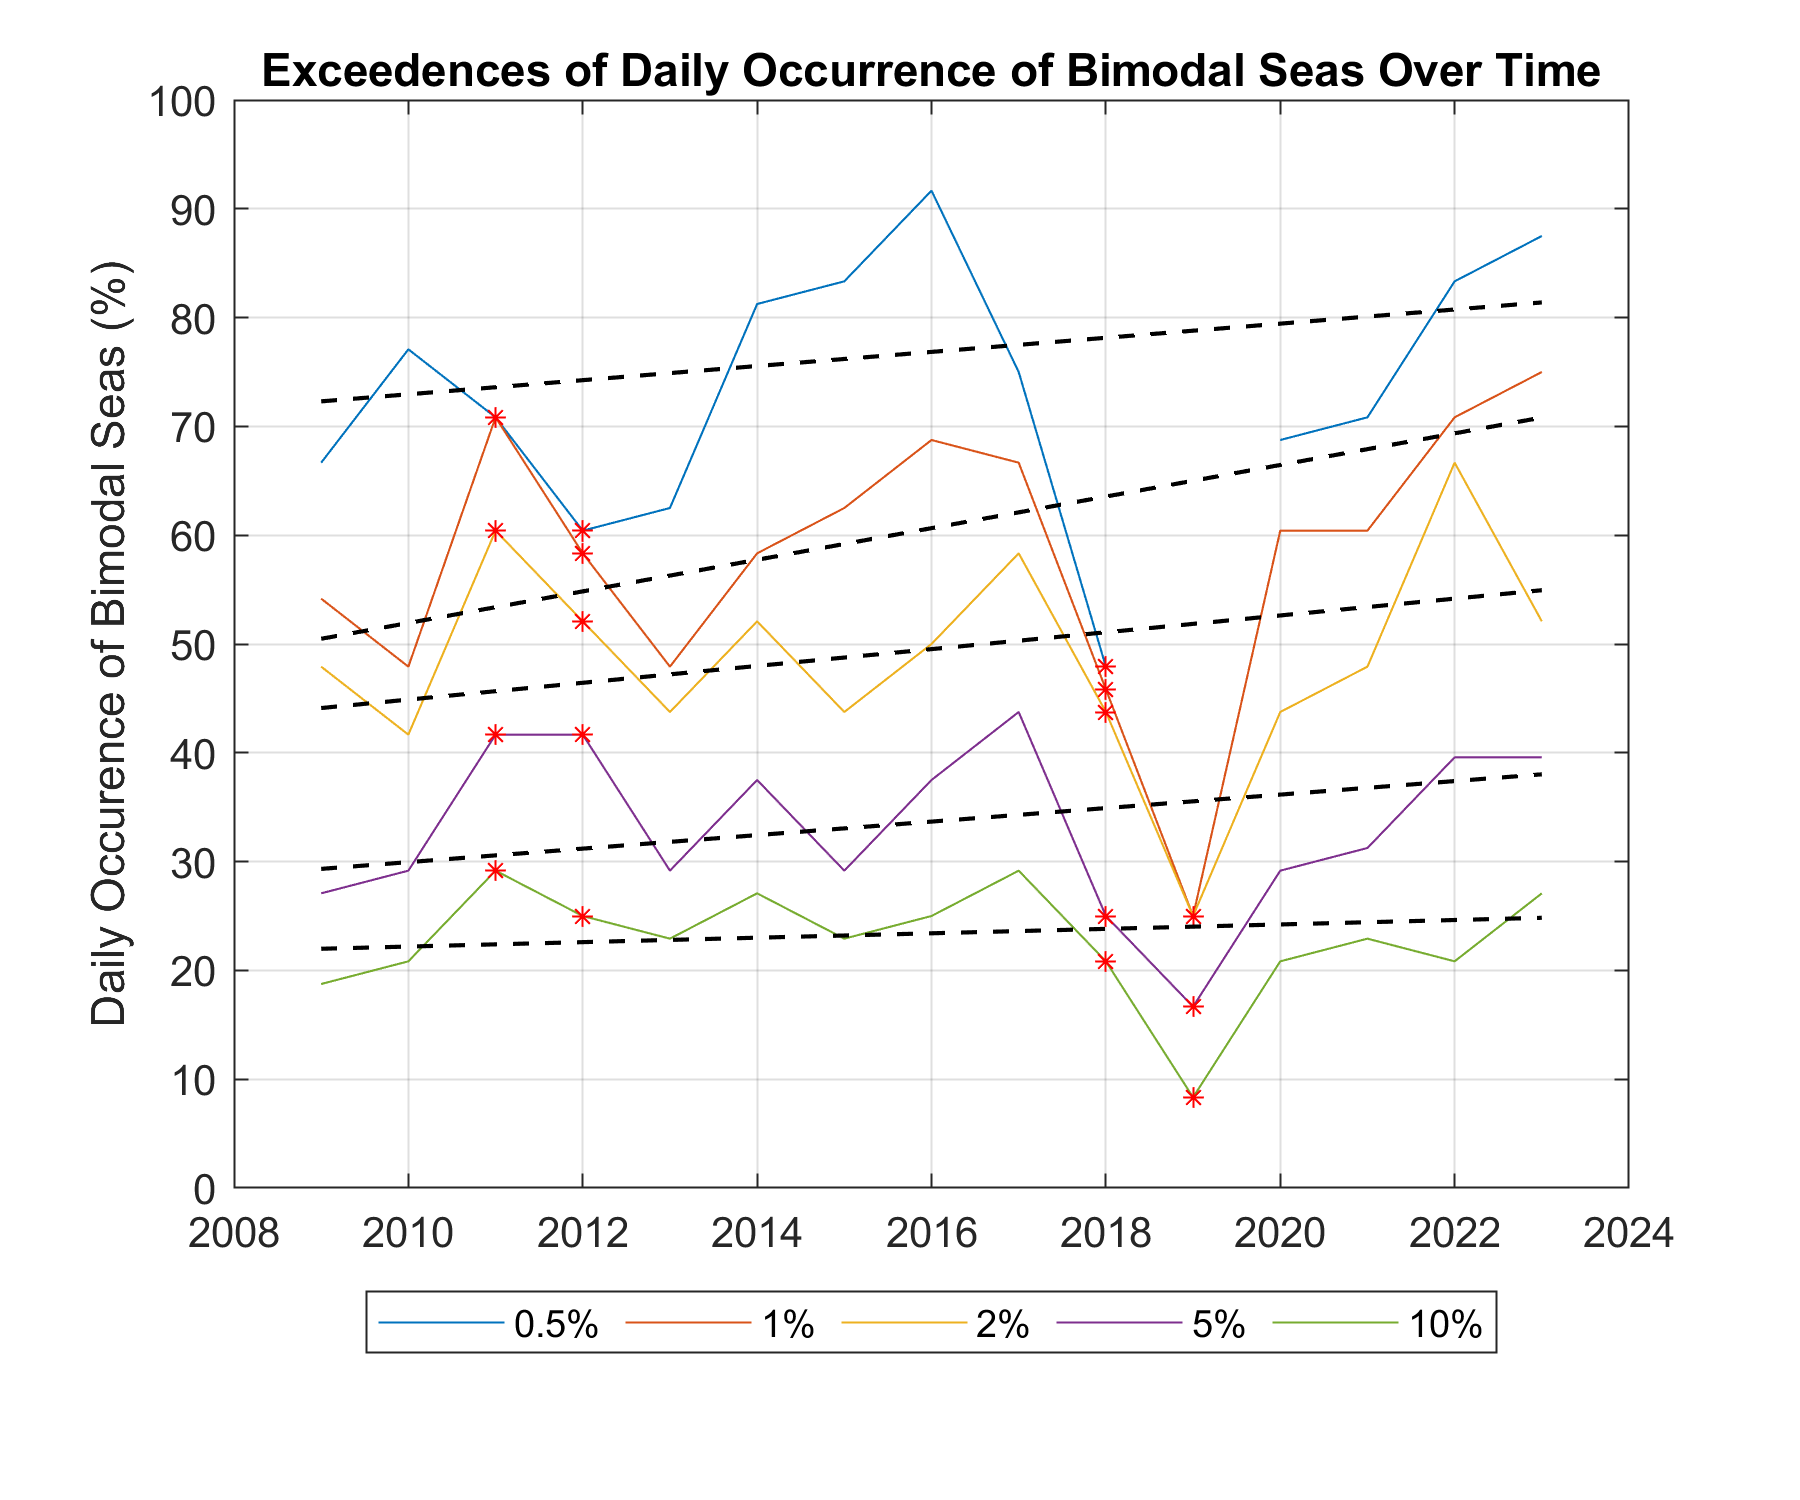 Exceedences of Daily Occurrence of Bimodal Seas Over Time
Daily Occurence of Bimodal Seas (%)
100
90
80
70
60
50
40
30
20
10
0
2008 2010 2012 2014 2016 2018 2020 2022 2024
0.5% 1% 2% 5% 10%